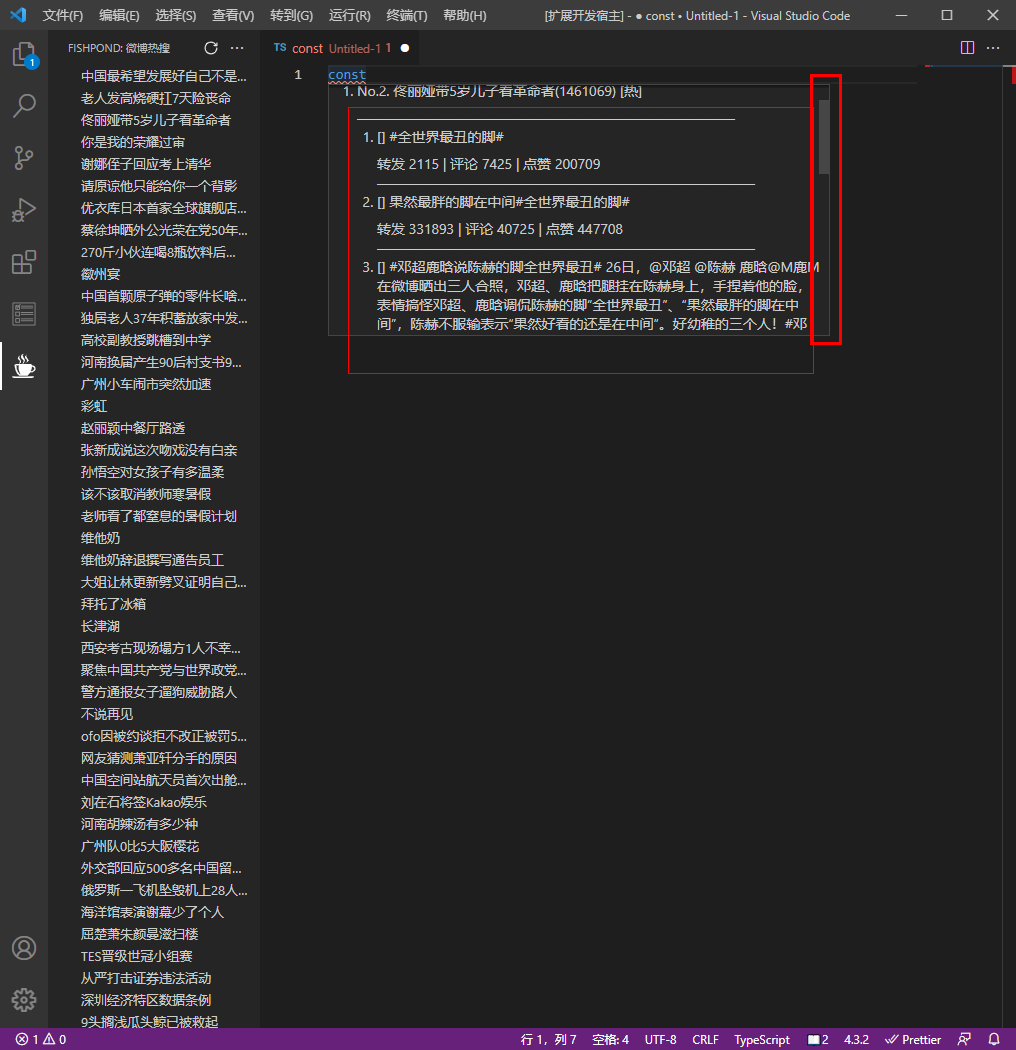 文件(F) 编辑(E) 选择(S) 查看(V) 转到(G) 运行(R) 终端(T) 帮助(H) [扩展开发宿主] - ● const • Untitled-1 - Visual Studio Code
FISHPOND: 微博热搜
TS const Untitled-1 1 ●
1
中国最希望发展好自己不是...
老人发高烧硬扛7天险丧命
佟丽娅带5岁儿子看革命者
你是我的荣耀过审
谢娜侄子回应考上清华
请原谅他只能给你一个背影
优衣库日本首家全球旗舰店...
蔡徐坤晒外公光荣在党50年...
270斤小伙连喝8瓶饮料后...
徽州宴
中国首颗原子弹的零件长啥...
独居老人37年积蓄放家中发...
高校副教授跳槽到中学
河南换届产生90后村支书9...
广州小车闹市突然加速
彩虹
赵丽颖中餐厅路透
张新成说这次吻戏没有白亲
孙悟空对女孩子有多温柔
该不该取消教师寒暑假
老师看了都窒息的暑假计划
维他奶
维他奶辞退撰写通告员工
大姐让林更新劈叉证明自己...
拜托了冰箱
长津湖
西安考古现场塌方1人不幸...
聚焦中国共产党与世界政党...
警方通报女子遛狗威胁路人
不说再见
ofo因被约谈拒不改正被罚5...
网友猜测萧亚轩分手的原因
中国空间站航天员首次出舱...
刘在石将签Kakao娱乐
河南胡辣汤有多少种
广州队0比5大阪樱花
外交部回应500多名中国留...
俄罗斯一飞机坠毁机上28人...
海洋馆表演谢幕少了个人
屈楚萧朱颜曼滋扫楼
TES晋级世冠小组赛
从严打击证券违法活动
深圳经济特区数据条例
9头搁浅瓜头鲸已被救起
1 const
1. No.2. 佟丽娅带5岁儿子看革命者(1461069) [热]
1. [] #全世界最丑的脚#
转发 2115 | 评论 7425 | 点赞 200709
2. [] 果然最胖的脚在中间#全世界最丑的脚#
转发 331893 | 评论 40725 | 点赞 447708
3. [] #邓超鹿晗说陈赫的脚全世界最丑# 26日，@邓超 @陈赫 鹿晗@M鹿M
在微博晒出三人合照，邓超、鹿晗把腿挂在陈赫身上，手捏着他的脸，
表情搞怪邓超、鹿晗调侃陈赫的脚“全世界最丑”、“果然最胖的脚在中
间”，陈赫不服输表示“果然好看的还是在中间”。好幼稚的三个人！#邓
1 0 行 1，列 7 空格: 4 UTF-8 CRLF TypeScript 2 4.3.2 Prettier